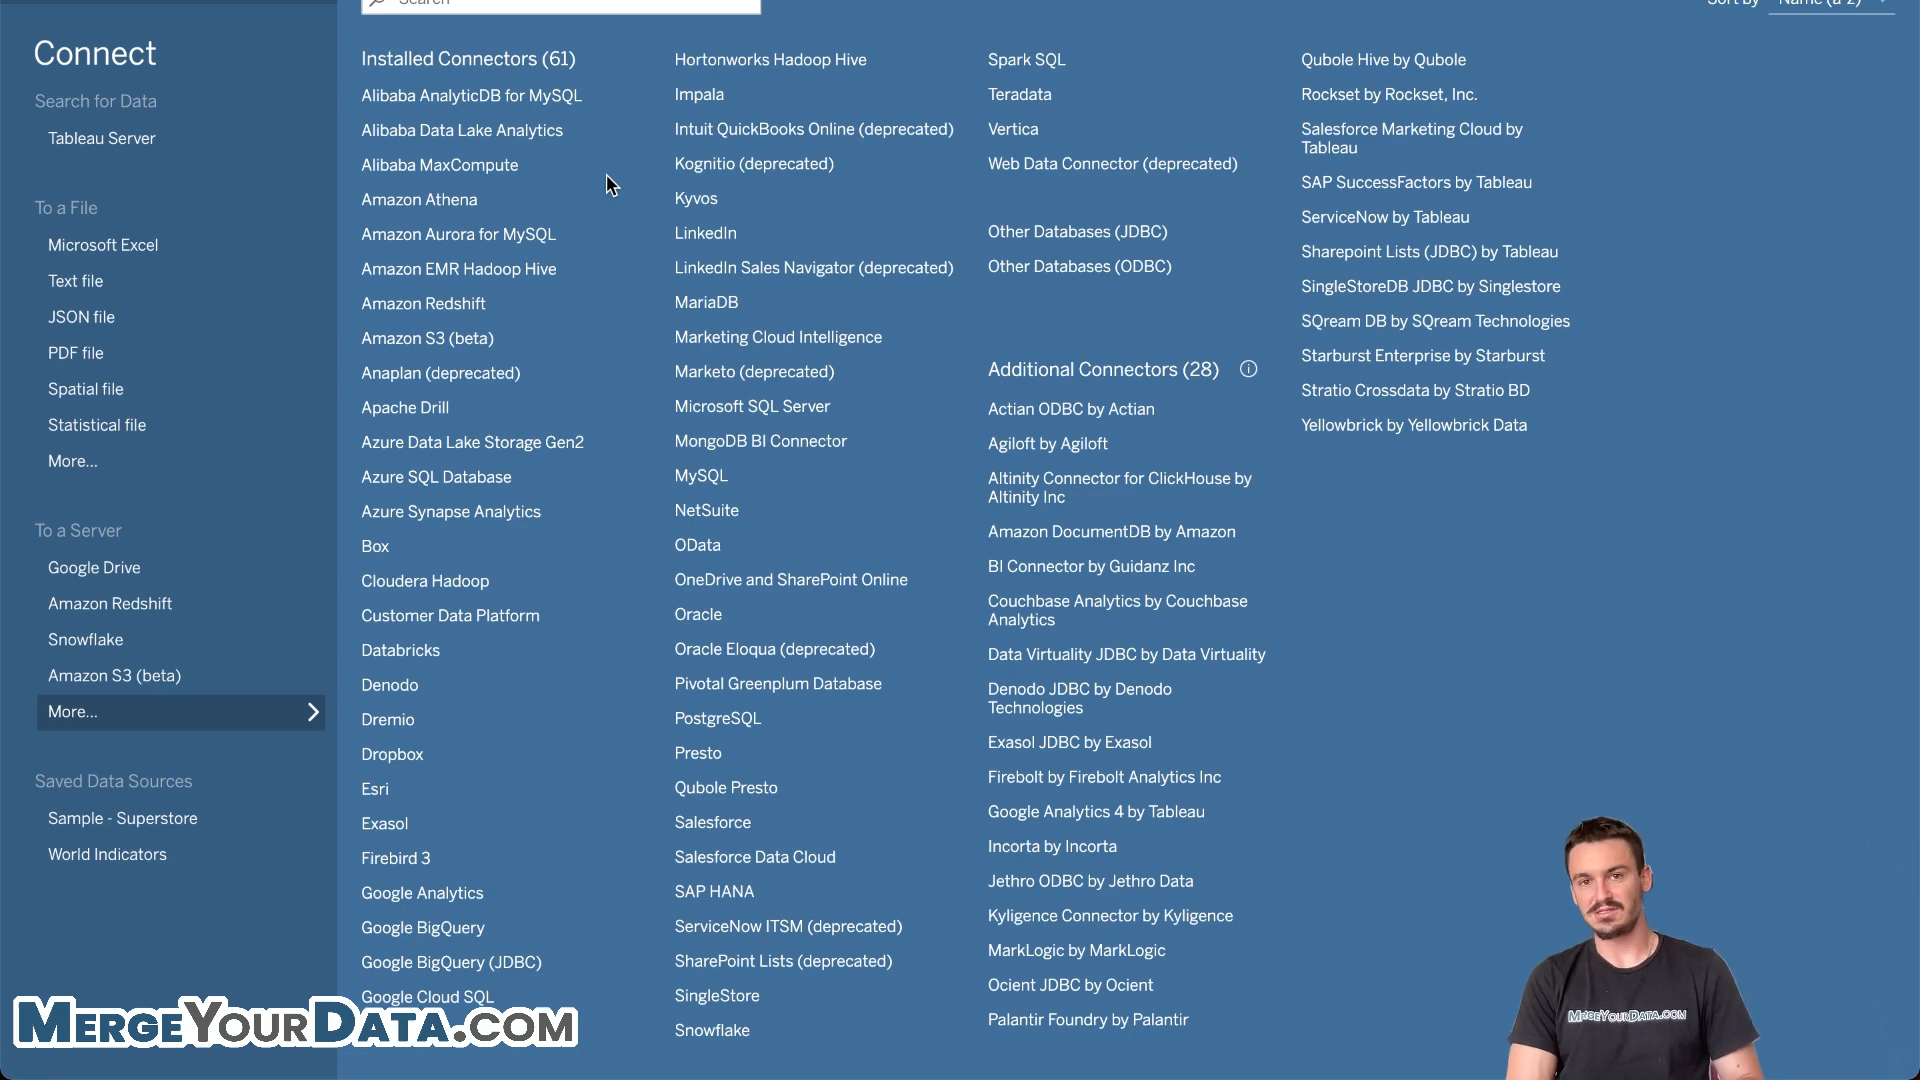 Search
Sort by
Name (a-z)
Connect
Search for Data
Tableau Server
To a File
Microsoft Excel
Text file
JSON file
PDF file
Spatial file
Statistical file
More...
To a Server
Google Drive
Amazon Redshift
Snowflake
Amazon S3 (beta)
More...
Saved Data Sources
Sample - Superstore
World Indicators
Installed Connectors (61)
Alibaba AnalyticDB for MySQL
Alibaba Data Lake Analytics
Alibaba MaxCompute
Amazon Athena
Amazon Aurora for MySQL
Amazon EMR Hadoop Hive
Amazon Redshift
Amazon S3 (beta)
Anaplan (deprecated)
Apache Drill
Azure Data Lake Storage Gen2
Azure SQL Database
Azure Synapse Analytics
Box
Cloudera Hadoop
Customer Data Platform
Databricks
Denodo
Dremio
Dropbox
Esri
Exasol
Firebird 3
Google Analytics
Google BigQuery
Google BigQuery (JDBC)
Google Cloud SQL
Hortonworks Hadoop Hive
Impala
Intuit QuickBooks Online (deprecated)
Kognitio (deprecated)
Kyvos
LinkedIn
LinkedIn Sales Navigator (deprecated)
MariaDB
Marketing Cloud Intelligence
Marketo (deprecated)
Microsoft SQL Server
MongoDB BI Connector
MySQL
NetSuite
OData
OneDrive and SharePoint Online
Oracle
Oracle Eloqua (deprecated)
Pivotal Greenplum Database
PostgreSQL
Presto
Qubole Presto
Salesforce
Salesforce Data Cloud
SAP HANA
ServiceNow ITSM (deprecated)
SharePoint Lists (deprecated)
SingleStore
Snowflake
Spark SQL
Teradata
Vertica
Web Data Connector (deprecated)
Other Databases (JDBC)
Other Databases (ODBC)
Additional Connectors (28)
Actian ODBC by Actian
Agiloft by Agiloft
Altinity Connector for ClickHouse by
Altinity Inc
Amazon DocumentDB by Amazon
BI Connector by Guidanz Inc
Couchbase Analytics by Couchbase
Analytics
Data Virtuality JDBC by Data Virtuality
Denodo JDBC by Denodo
Technologies
Exasol JDBC by Exasol
Firebolt by Firebolt Analytics Inc
Google Analytics 4 by Tableau
Incorta by Incorta
Jethro ODBC by Jethro Data
Kyligence Connector by Kyligence
MarkLogic by MarkLogic
Ocient JDBC by Ocient
Palantir Foundry by Palantir
Qubole Hive by Qubole
Rockset by Rockset, Inc.
Salesforce Marketing Cloud by
Tableau
SAP SuccessFactors by Tableau
ServiceNow by Tableau
Sharepoint Lists (JDBC) by Tableau
SingleStoreDB JDBC by Singlestore
SQream DB by SQream Technologies
Starburst Enterprise by Starburst
Stratio Crossdata by Stratio BD
Yellowbrick by Yellowbrick Data
MERGEYOURDATA.COM
MERGEYOURDATA.COM